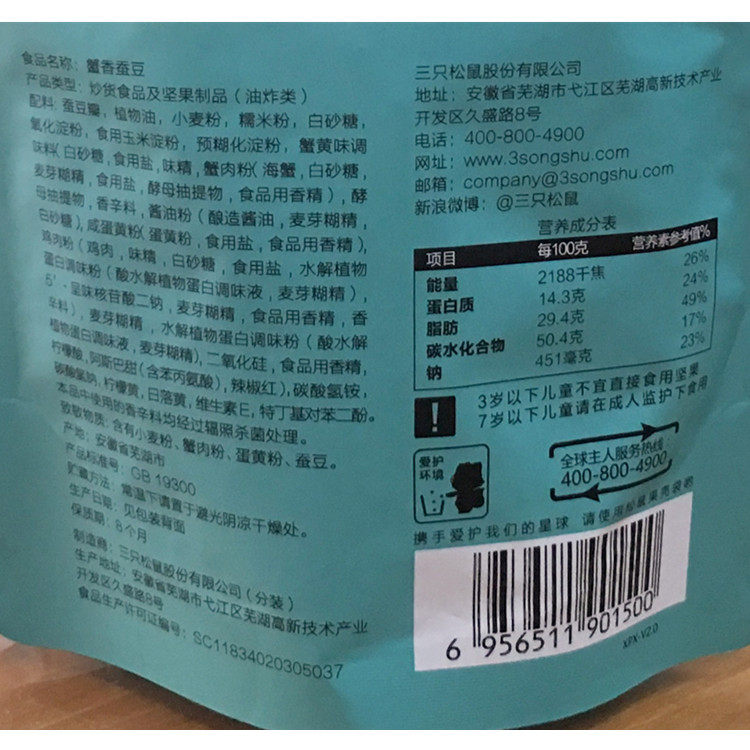 食品名称：蟹香蚕豆
产品类型：炒货食品及坚果制品（油炸类）
配料：蚕豆瓣，植物油，小麦粉，糯米粉，白砂糖，
氧化淀粉，食用玉米淀粉，预糊化淀粉，蟹黄味调
味料（白砂糖，食用盐，味精，蟹肉粉（海蟹，白砂糖，
麦芽糊精，食用盐，酵母抽提物，食品用香精），酵
母抽提物，香辛料，酱油粉（酿造酱油，麦芽糊精，
白砂糖），咸蛋黄粉（蛋黄粉，食用盐，食品用香精），
鸡肉粉（鸡肉，味精，白砂糖，食用盐，水解植物
蛋白调味粉（酸水解植物蛋白调味液，麦芽糊精），
5'-呈味核苷酸二钠，麦芽糊精，食品用香精，香
辛料），麦芽糊精，水解植物蛋白调味粉（酸水解
植物蛋白调味液，麦芽糊精），二氧化硅，食品用香精，
柠檬酸，阿斯巴甜（含苯丙氨酸），辣椒红），碳酸氢铵，
碳酸氢钠，柠檬黄，日落黄，维生素E，特丁基对苯二酚。
本品中使用的香辛料均经过辐照杀菌处理。
致敏物质：含有小麦粉、蟹肉粉、蛋黄粉、蚕豆。
产地：安徽省芜湖市
产品标准号：GB 19300
贮藏方法：常温下请置于避光阴凉干燥处。
生产日期：见包装背面
保质期：8个月
制造商：三只松鼠股份有限公司（分装）
生产地址：安徽省芜湖市弋江区芜湖高新技术产业
开发区久盛路8号
食品生产许可证编号：SC11834020305037
三只松鼠股份有限公司
地址：安徽省芜湖市弋江区芜湖高新技术产业
开发区久盛路8号
电话：400-800-4900
网址：www.3songshu.com
邮箱：company@3songshu.com
新浪微博：@三只松鼠
营养成分表
项目 每100克 营养素参考值%
能量 2188千焦 26%
蛋白质 14.3克 24%
脂肪 29.4克 49%
碳水化合物 50.4克 17%
钠 451毫克 23%
! 3岁以下儿童不宜直接食用坚果
7岁以下儿童请在成人监护下食用
爱护
环境
全球主人服务热线
400-800-4900
携手爱护我们的星球 请使用松鼠果壳袋哟
6 956511 901500
XPX-V2.0